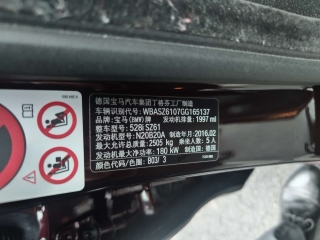 德国宝马汽车集团丁格芬工厂制造
车辆识别代号: WBASZ6107GG165137
品牌: 宝马(BMW)牌 发动机排量: 1997 ml
整车型号: 528i SZ61
发动机型号: N20B20A 制造年月: 2016.02
最大允许总质量: 2505 kg 乘坐人数: 5 人
发动机最大净功率: 180 kW 制造国: 德国
颜色代码/色图: B03/ 3